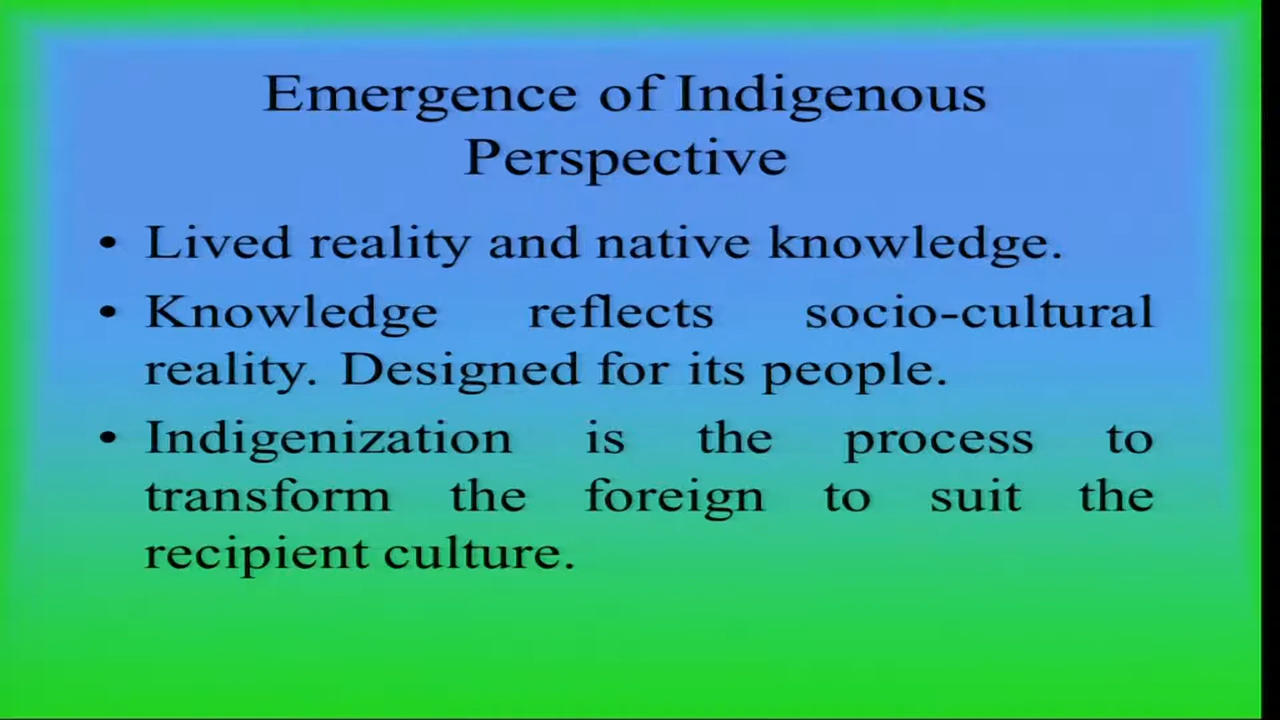 Emergence of Indigenous
Perspective
• Lived reality and native knowledge.
• Knowledge reflects socio-cultural
reality. Designed for its people.
• Indigenization is the process to
transform the foreign to suit the
recipient culture.